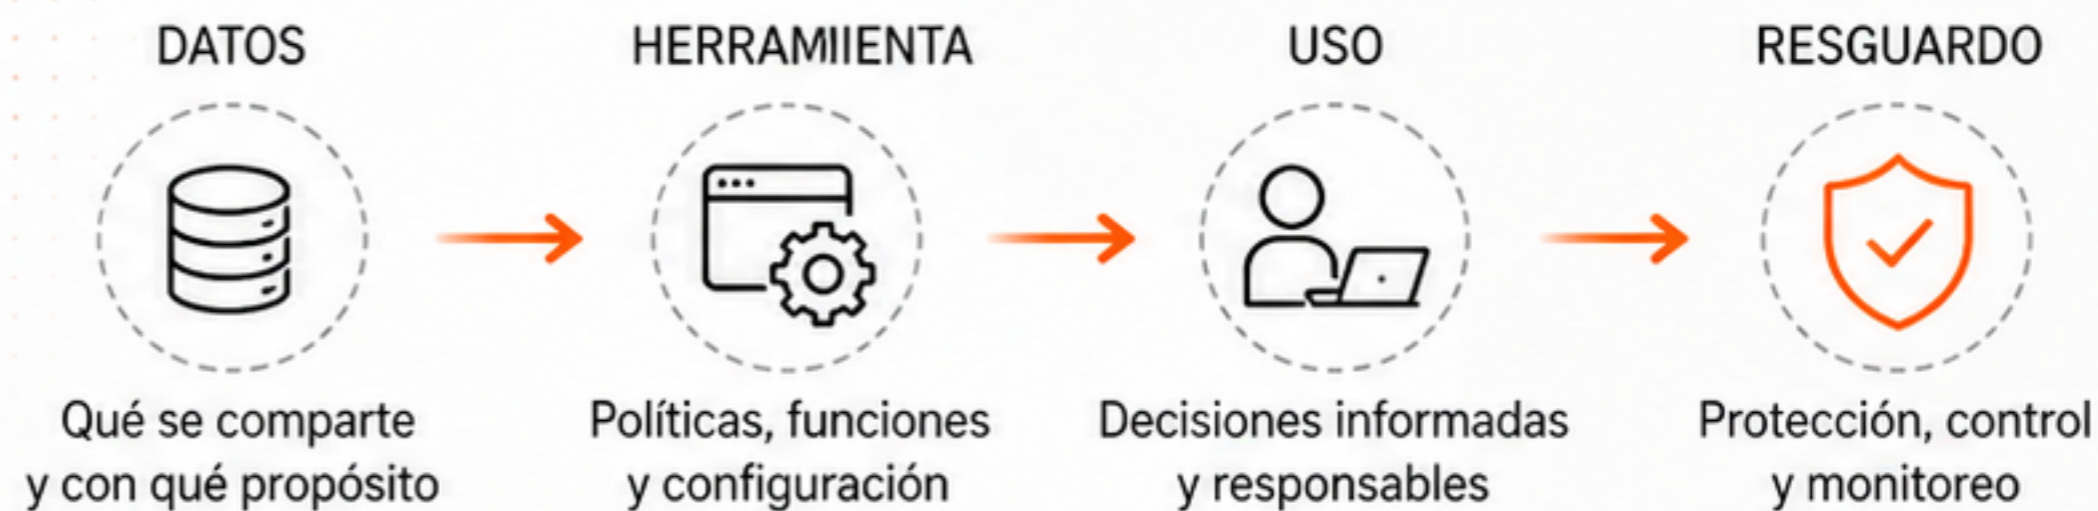 DATOS
HERRAMIIENTA
USO
RESGUARDO
Qué se comparte
y con qué propósito
Políticas, funciones
y configuración
Decisiones informadas
y responsables
Protección, control
y monitoreo